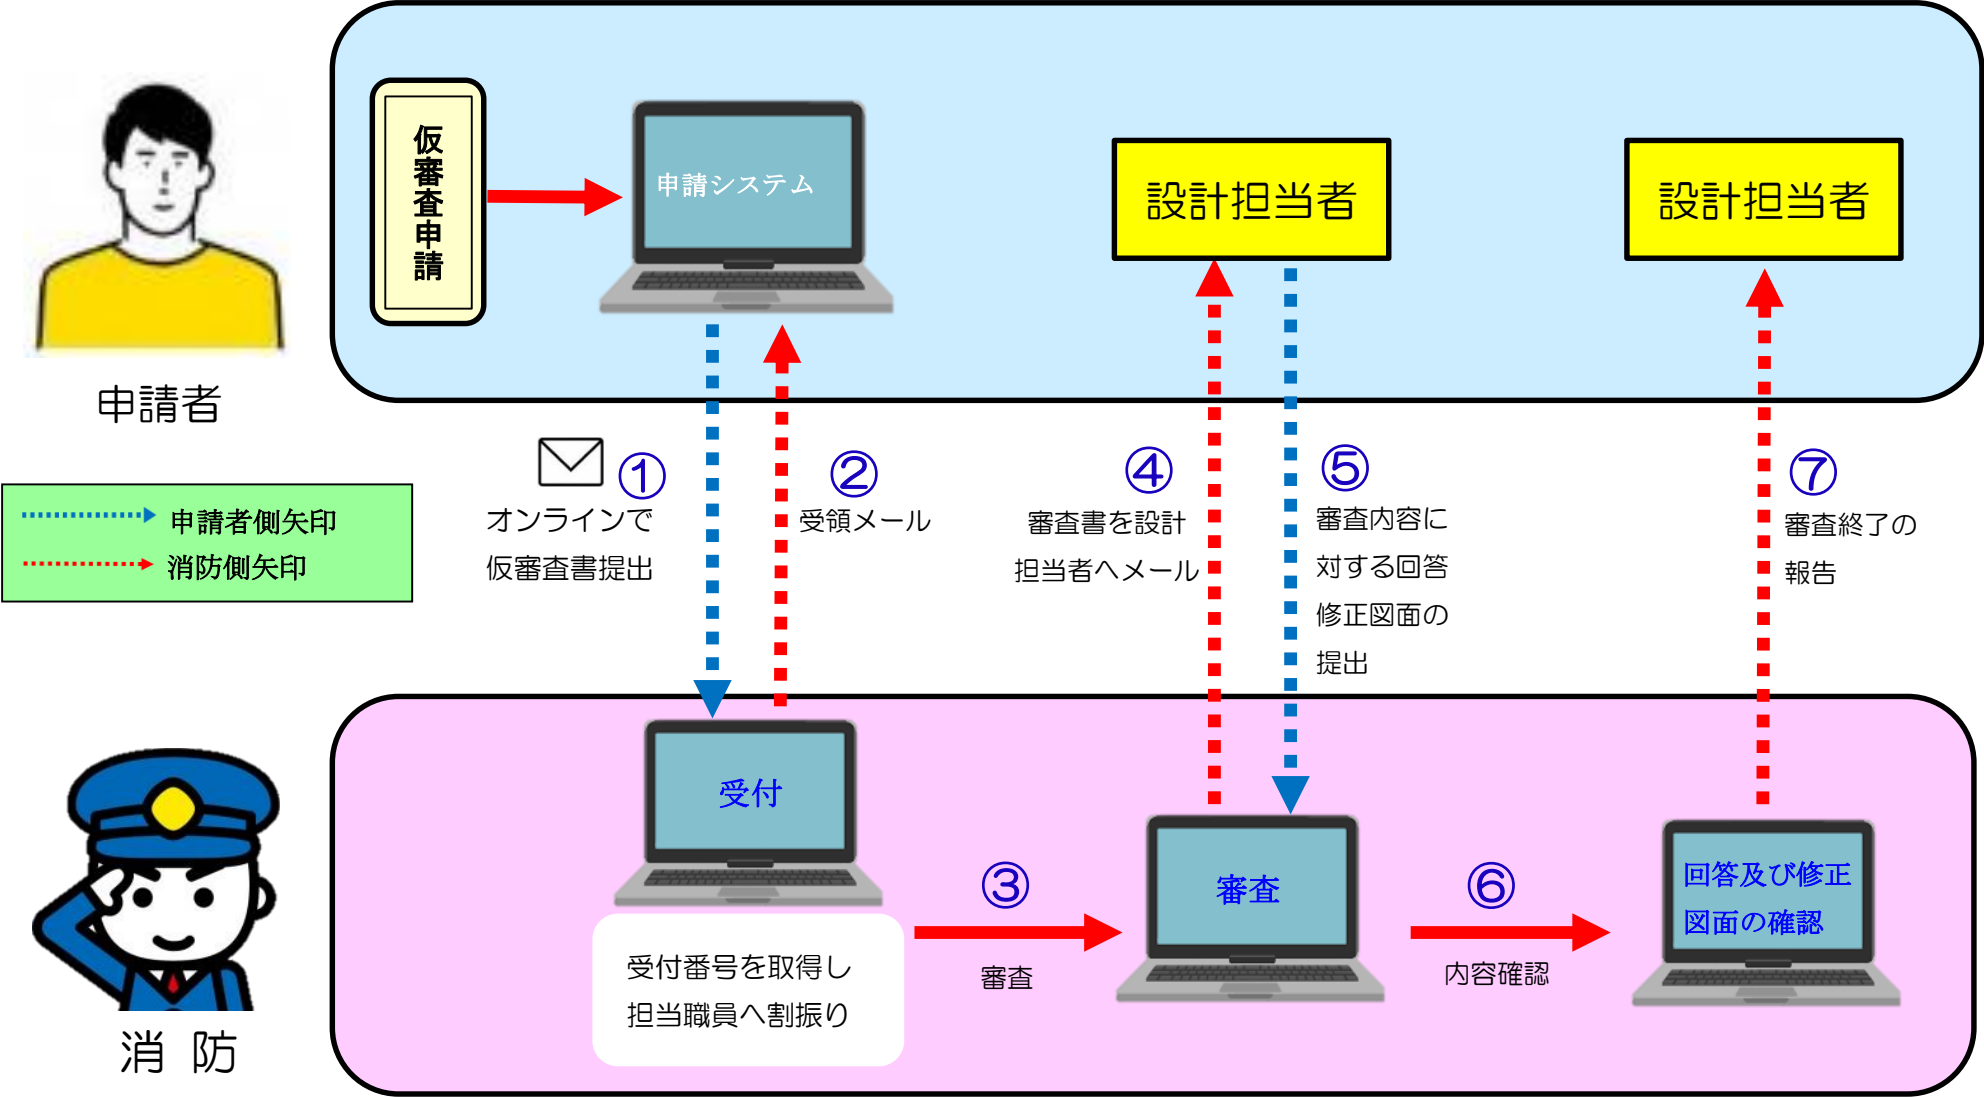 仮審査申請
申請システム
設計担当者
設計担当者
申請者
申請者側矢印
消防側矢印
①
オンラインで
仮審査書提出
②
受領メール
④
審査書を設計
担当者へメール
⑤
審査内容に
対する回答
修正図面の
提出
⑦
審査終了の
報告
受付
受付番号を取得し
担当職員へ割振り
③
審査
審査
⑥
内容確認
回答及び修正
図面の確認
消 防